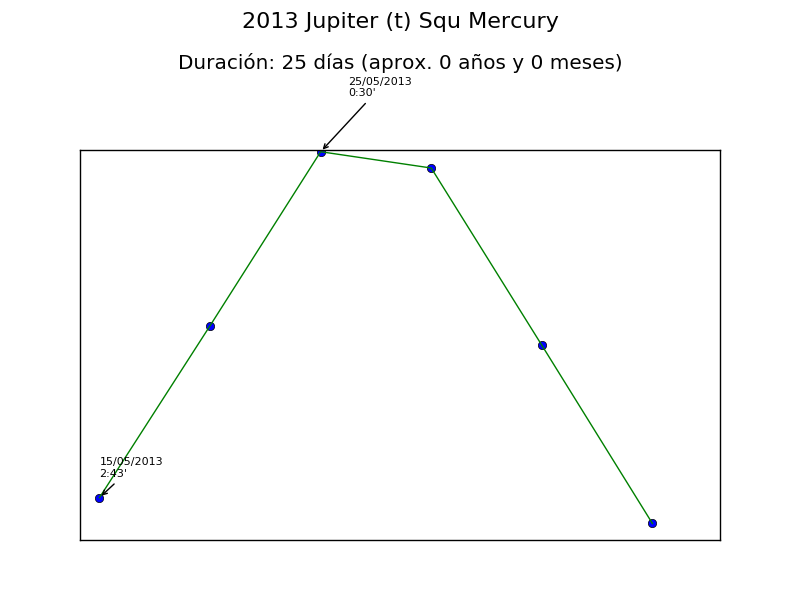 2013 Jupiter (t) Squ Mercury
Duración: 25 días (aprox. 0 años y 0 meses)
25/05/2013
0:30'
15/05/2013
2:43'